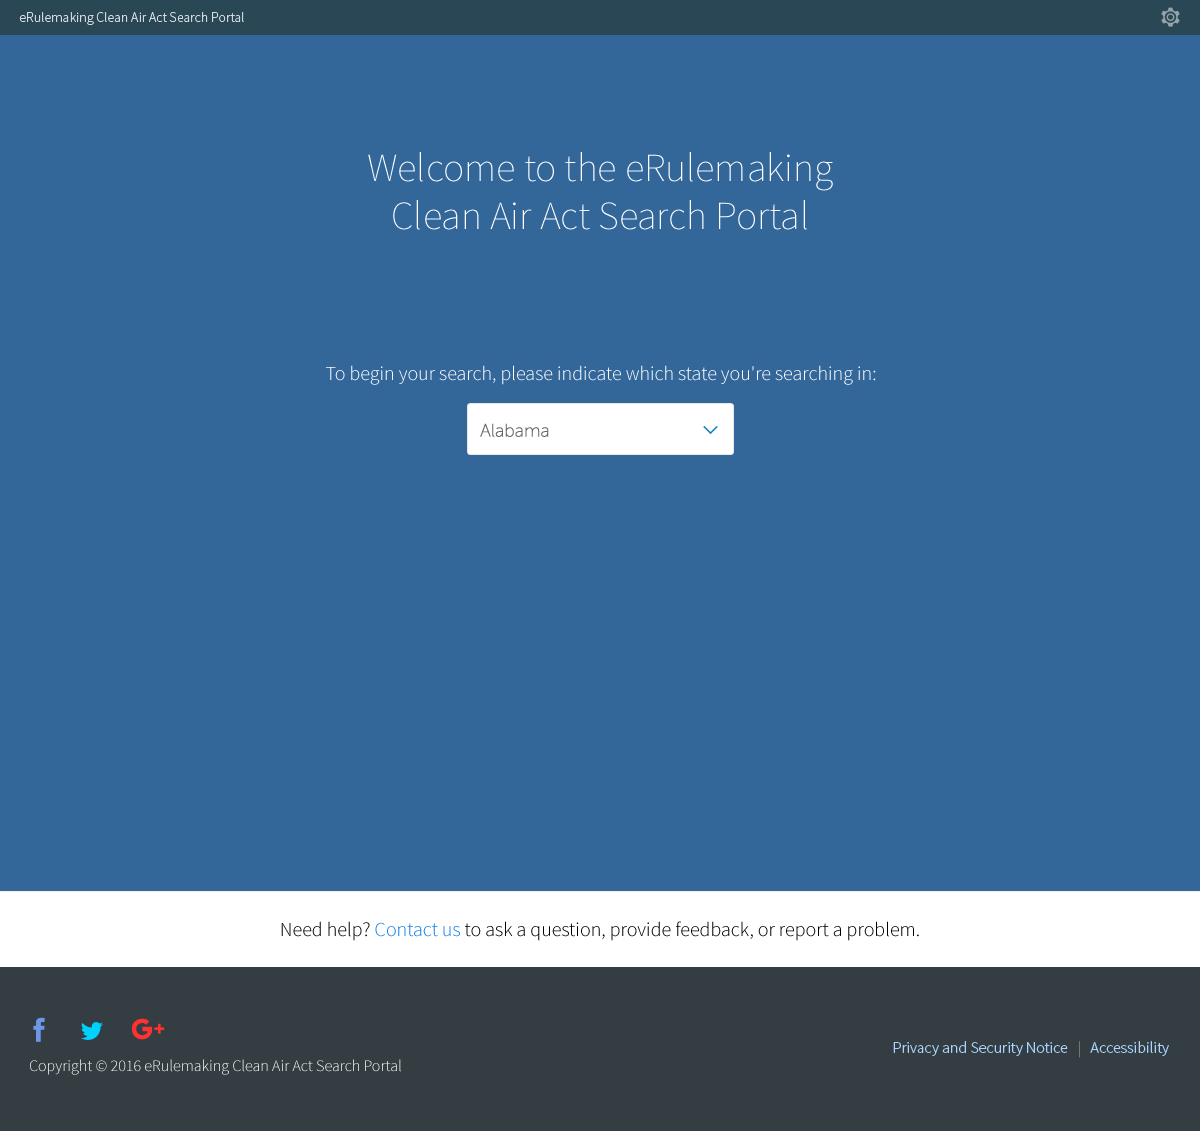 eRulemaking Clean Air Act Search Portal
Welcome to the eRulemaking
Clean Air Act Search Portal
To begin your search, please indicate which state you're searching in:
Alabama
Need help? Contact us to ask a question, provide feedback, or report a problem.
Privacy and Security Notice | Accessibility
Copyright © 2016 eRulemaking Clean Air Act Search Portal